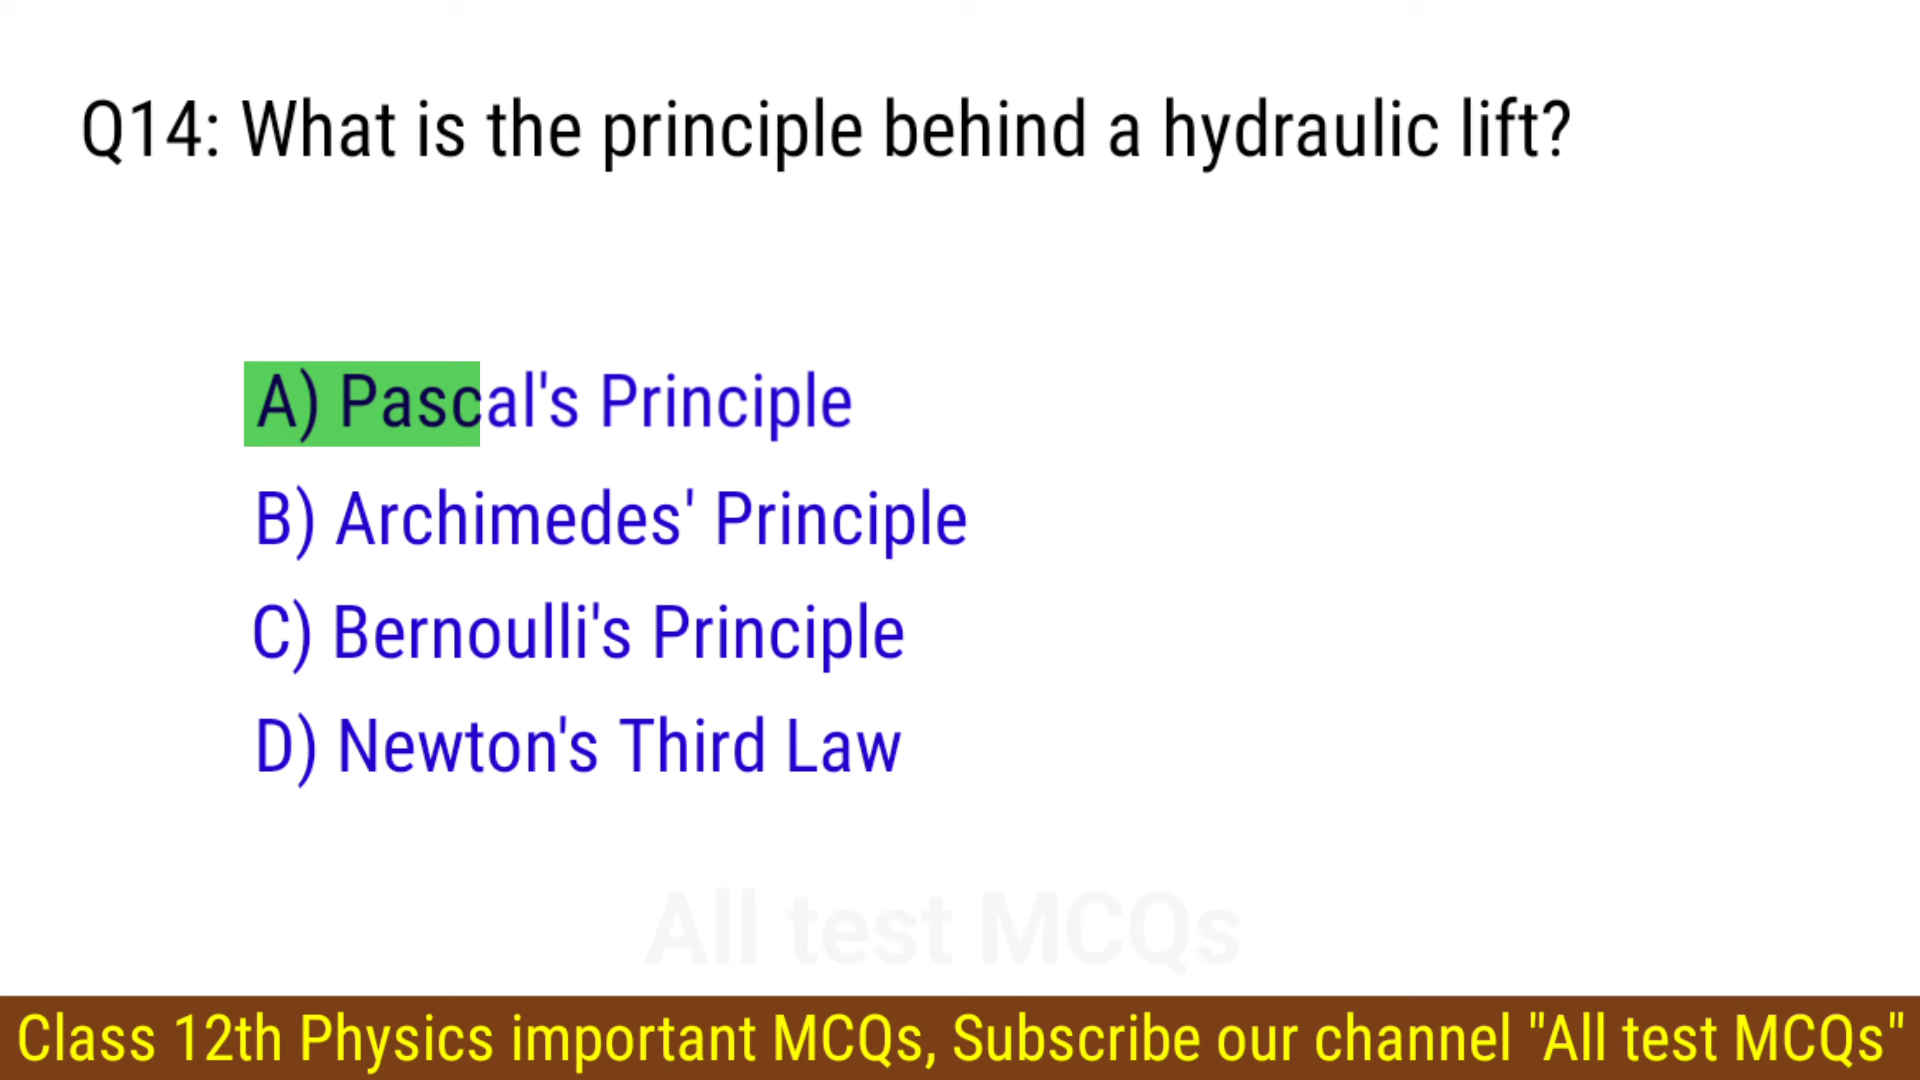 Q14: What is the principle behind a hydraulic lift?
A) Pascal's Principle
B) Archimedes' Principle
C) Bernoulli's Principle
D) Newton's Third Law
All test MCQs
Class 12th Physics important MCQs, Subscribe our channel "All test MCQs"